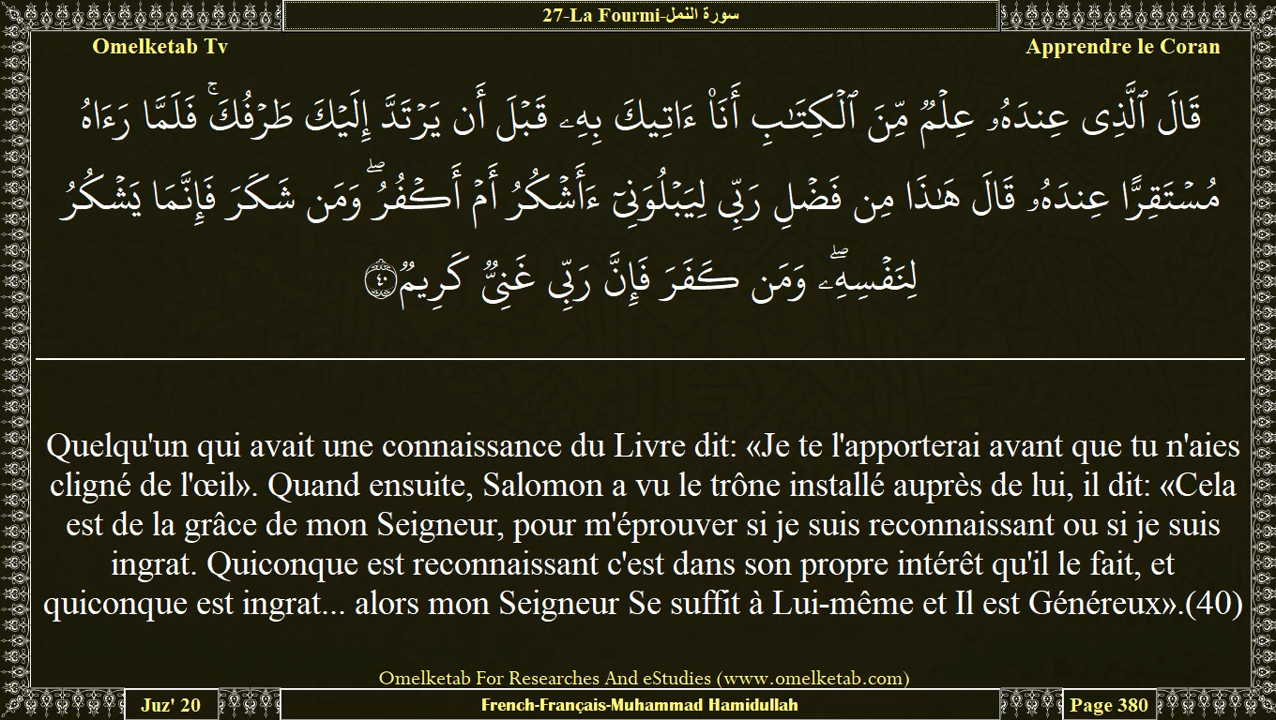 27-La Fourmi-سورة النمل
Omelketab Tv
Apprendre le Coran
قَالَ ٱلَّذِى عِندَهُۥ عِلْمٌۭ مِّنَ ٱلْكِتَـٰبِ أَنَا۠ ءَاتِيكَ بِهِۦ قَبْلَ أَن يَرْتَدَّ إِلَيْكَ طَرْفُكَ ۚ فَلَمَّا رَءَاهُ
مُسْتَقِرًّا عِندَهُۥ قَالَ هَـٰذَا مِن فَضْلِ رَبِّى لِيَبْلُوَنِىٓ ءَأَشْكُرُ أَمْ أَكْفُرُ ۖ وَمَن شَكَرَ فَإِنَّمَا يَشْكُرُ
لِنَفْسِهِۦ ۖ وَمَن كَفَرَ فَإِنَّ رَبِّى غَنِىٌّۭ كَرِيمٌۭ ﴿٤٠﴾
Quelqu'un qui avait une connaissance du Livre dit: «Je te l'apporterai avant que tu n'aies
cligné de l'œil». Quand ensuite, Salomon a vu le trône installé auprès de lui, il dit: «Cela
est de la grâce de mon Seigneur, pour m'éprouver si je suis reconnaissant ou si je suis
ingrat. Quiconque est reconnaissant c'est dans son propre intérêt qu'il le fait, et
quiconque est ingrat... alors mon Seigneur Se suffit à Lui-même et Il est Généreux».(40)
Omelketab For Researches And eStudies (www.omelketab.com)
Juz' 20
French-Français-Muhammad Hamidullah
Page 380